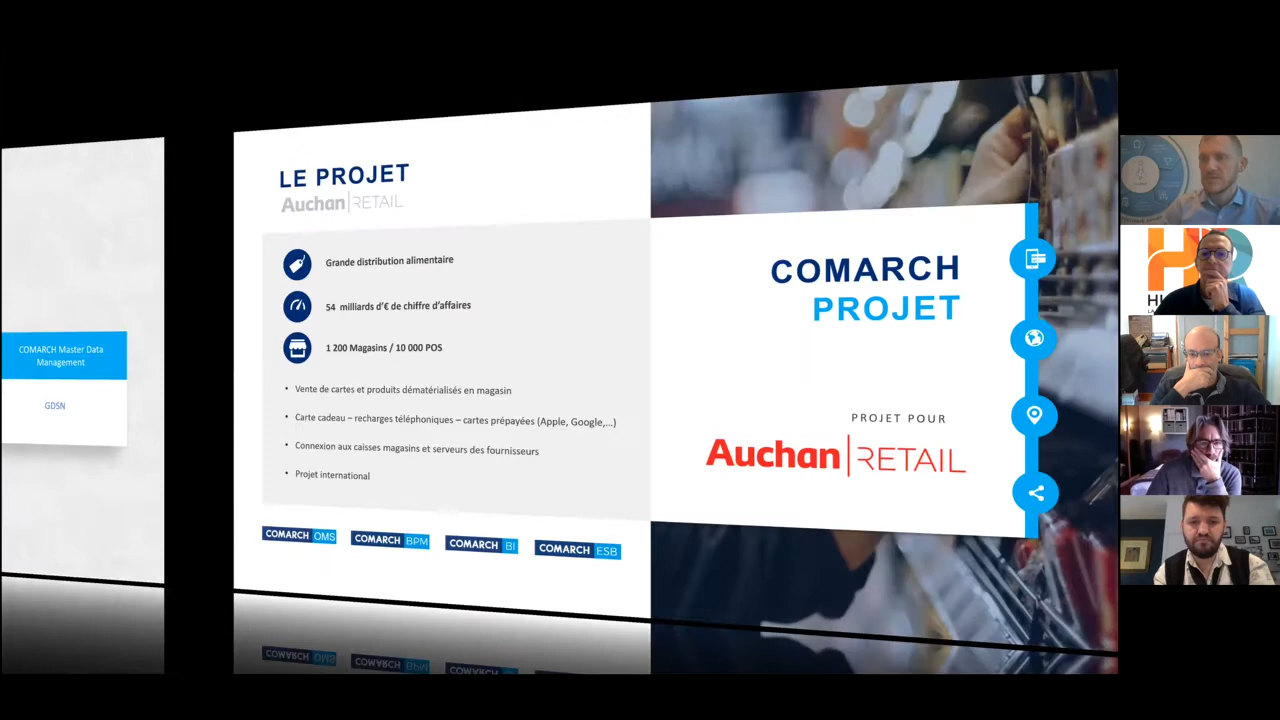 COMARCH Master Data
Management
GDSN
LE PROJET
Auchan|RETAIL
Grande distribution alimentaire
54 milliards d'€ de chiffre d'affaires
1 200 Magasins / 10 000 POS
• Vente de cartes et produits dématérialisés en magasin
• Carte cadeau – recharges téléphoniques – cartes prépayées (Apple, Google,...)
• Connexion aux caisses magasins et serveurs des fournisseurs
• Projet international
COMARCH OMS
COMARCH BPM
COMARCH BI
COMARCH ESB
COMARCH
PROJET
PROJET POUR
Auchan|RETAIL